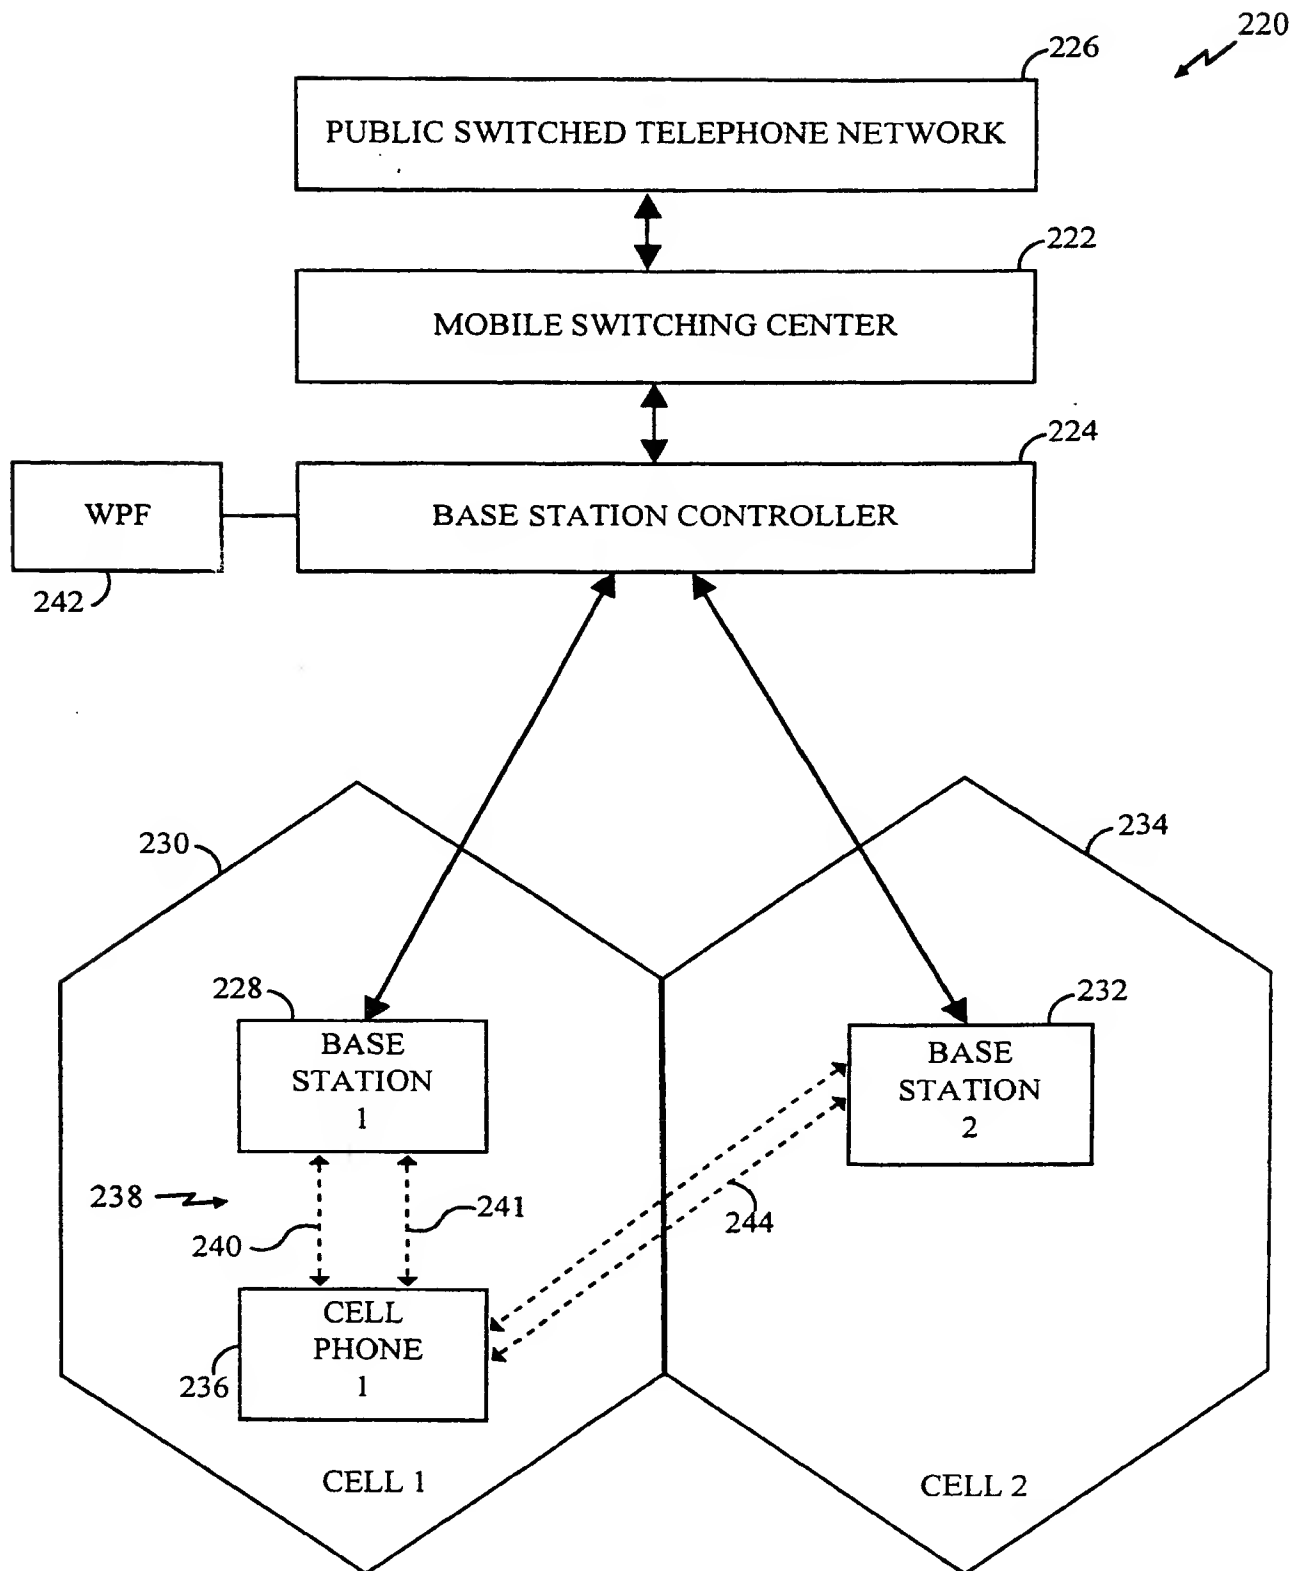 220
226
PUBLIC SWITCHED TELEPHONE NETWORK
222
MOBILE SWITCHING CENTER
224
WPF
BASE STATION CONTROLLER
242
230
234
228
BASE
STATION
1
232
BASE
STATION
2
238
240
241
244
CELL
PHONE
1
236
CELL 1
CELL 2